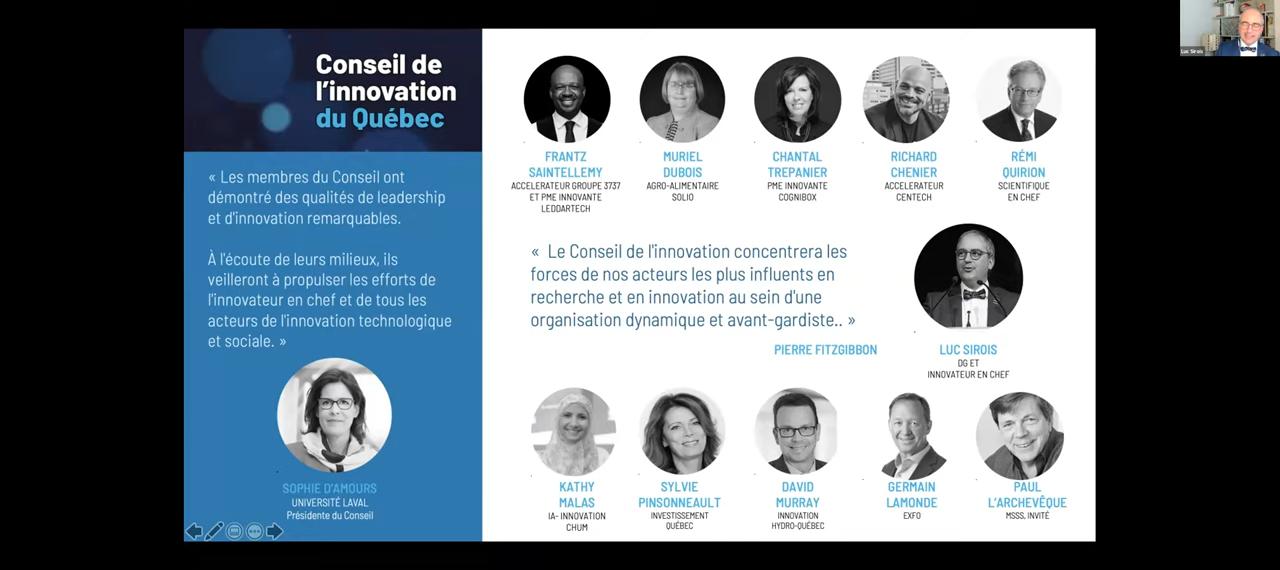 Conseil de
l'innovation
du Québec
« Les membres du Conseil ont
démontré des qualités de leadership
et d'innovation remarquables.
À l'écoute de leurs milieux, ils
veilleront à propulser les efforts de
l'innovateur en chef et de tous les
acteurs de l'innovation technologique
et sociale. »
SOPHIE D'AMOURS
UNIVERSITÉ LAVAL
Présidente du Conseil
FRANTZ
SAINTELLEMY
ACCELERATEUR GROUPE 3737
ET PME INNOVANTE
LEDDARTECH
MURIEL
DUBOIS
AGRO-ALIMENTAIRE
SOLIO
CHANTAL
TREPANIER
PME INNOVANTE
COGNIBOX
RICHARD
CHENIER
ACCELERATEUR
CENTECH
RÉMI
QUIRION
SCIENTIFIQUE
EN CHEF
« Le Conseil de l'innovation concentrera les
forces de nos acteurs les plus influents en
recherche et en innovation au sein d'une
organisation dynamique et avant-gardiste.. »
PIERRE FITZGIBBON
LUC SIROIS
DG ET
INNOVATEUR EN CHEF
KATHY
MALAS
IA- INNOVATION
CHUM
SYLVIE
PINSONNEAULT
INVESTISSEMENT
QUÉBEC
DAVID
MURRAY
INNOVATION
HYDRO-QUÉBEC
GERMAIN
LAMONDE
EXFO
PAUL
L'ARCHEVÊQUE
MSSS, INVITÉ
Luc Sirois